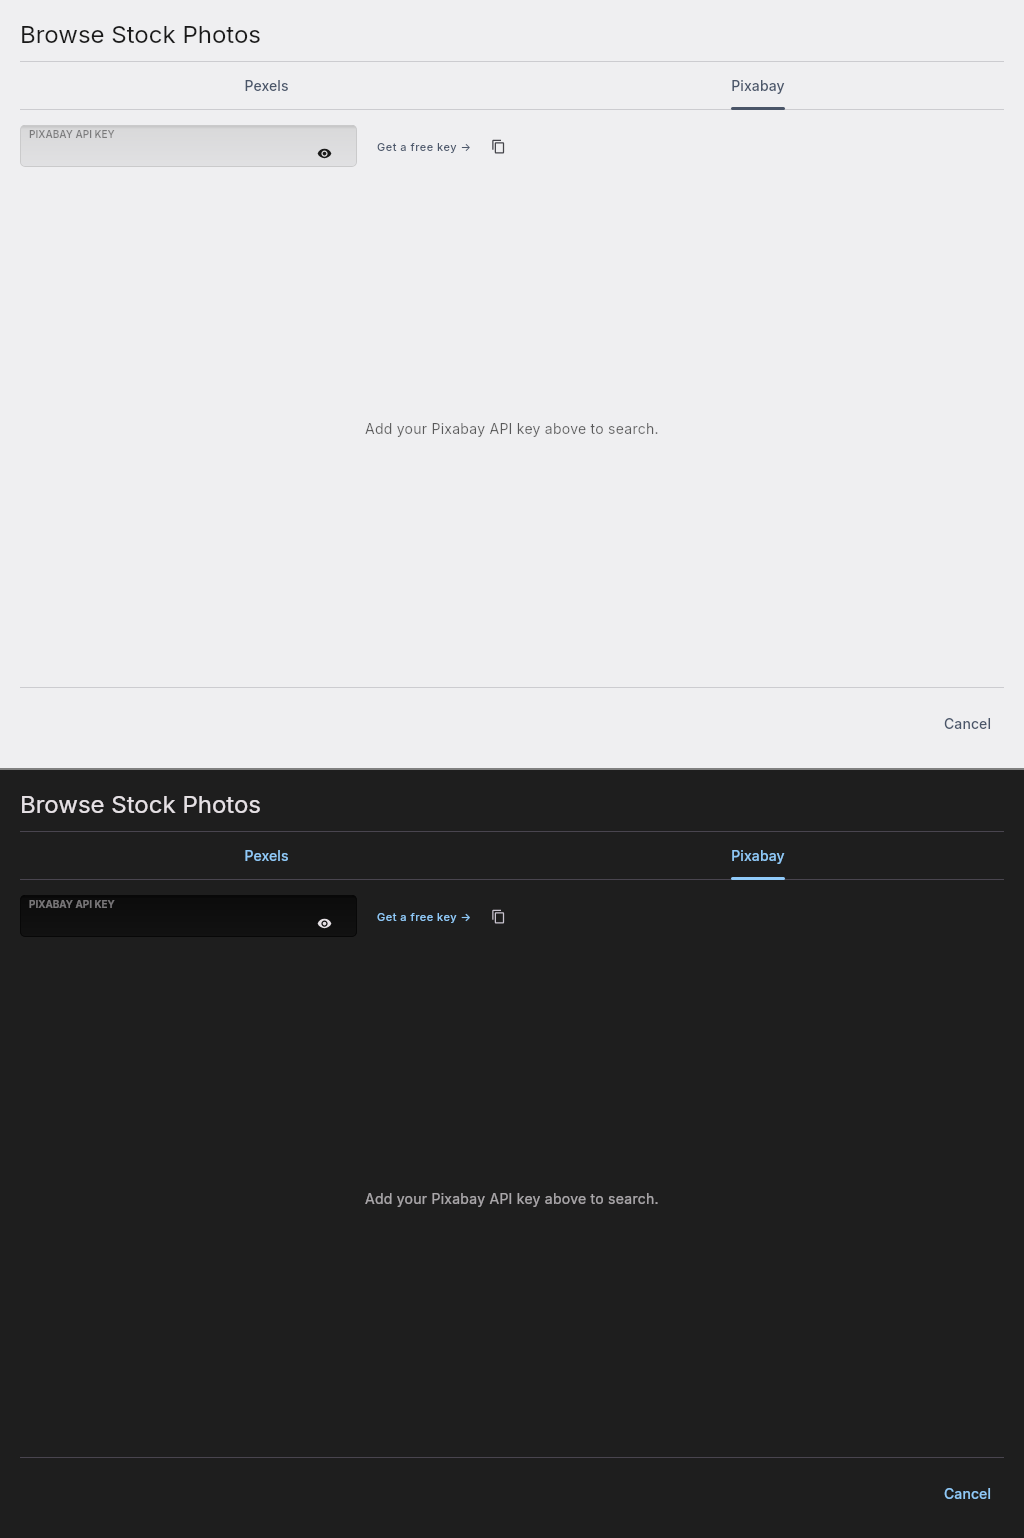 Browse Stock Photos
Pexels
Pixabay
PIXABAY API KEY
Get a free key →
Add your Pixabay API key above to search.
Cancel
Browse Stock Photos
Pexels
Pixabay
PIXABAY API KEY
Get a free key →
Add your Pixabay API key above to search.
Cancel